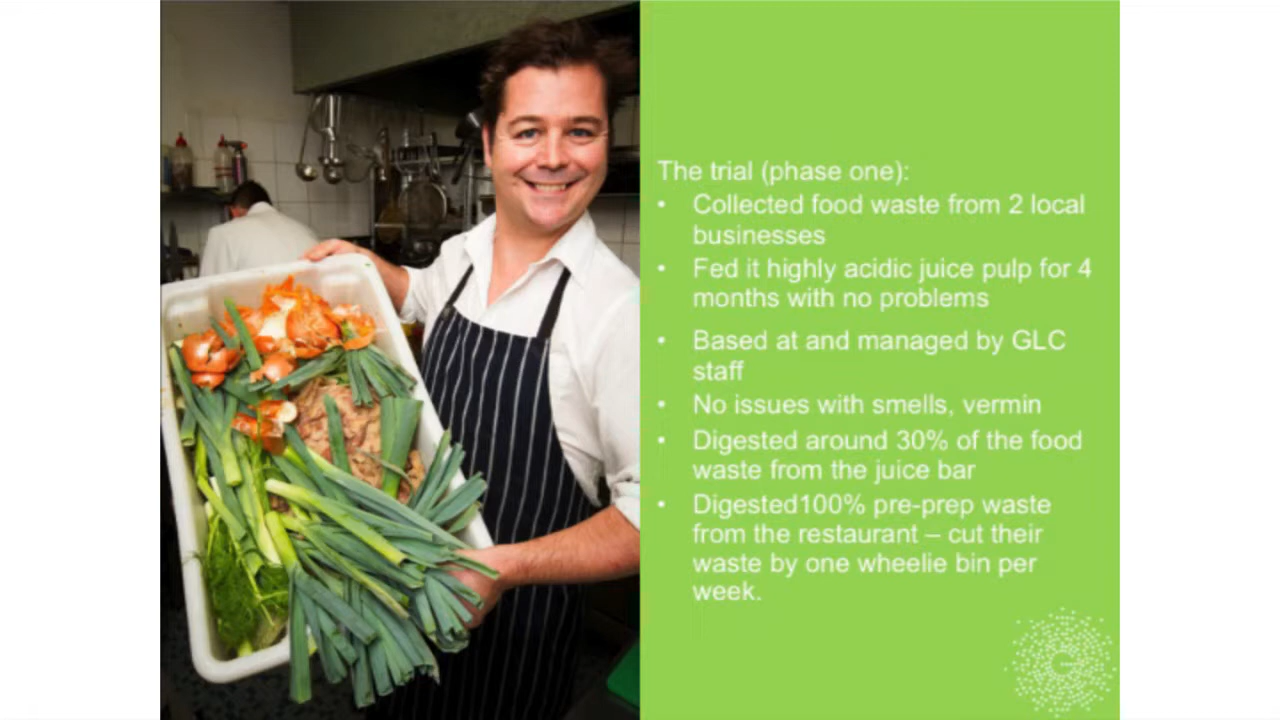 The trial (phase one):
• Collected food waste from 2 local
businesses
• Fed it highly acidic juice pulp for 4
months with no problems
• Based at and managed by GLC
staff
• No issues with smells, vermin
• Digested around 30% of the food
waste from the juice bar
• Digested100% pre-prep waste
from the restaurant – cut their
waste by one wheelie bin per
week.